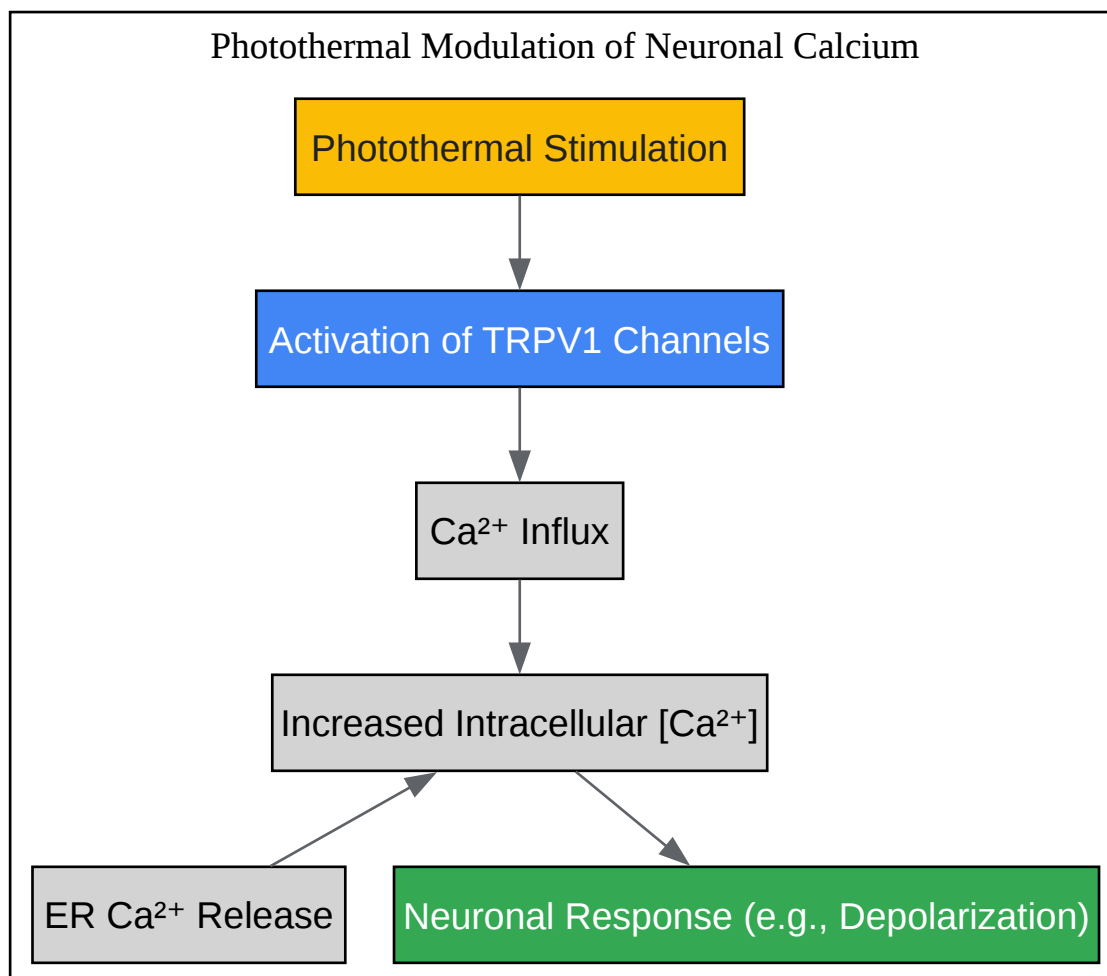 Photothermal Modulation of Neuronal Calcium
Photothermal Stimulation
Activation of TRPV1 Channels
Ca²⁺ Influx
Increased Intracellular [Ca²⁺]
ER Ca²⁺ Release
Neuronal Response (e.g., Depolarization)